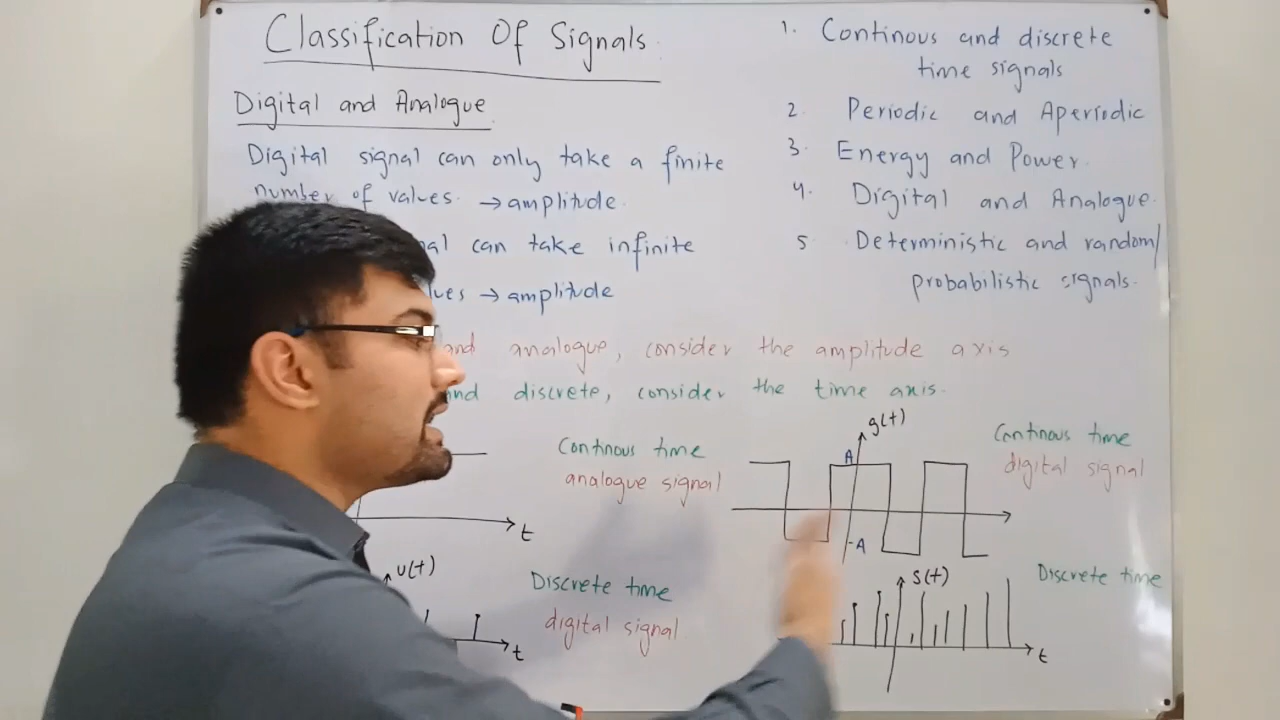 Classification Of Signals.
Digital and Analogue
Digital signal can only take a finite
number of values. → amplitude.
can take infinite
→ amplitude
and analogue, consider the amplitude axis
and discrete, consider the time axis.
1. Continous and discrete
time signals
2. Periodic and Aperiodic
3. Energy and Power.
4. Digital and Analogue.
5. Deterministic and random/
probabilistic signals.
Continous time
analogue signal
t
g(t)
A
-A
Continous time
digital signal
u(t)
t
Discrete time
digital signal
s(t)
t
Discrete time